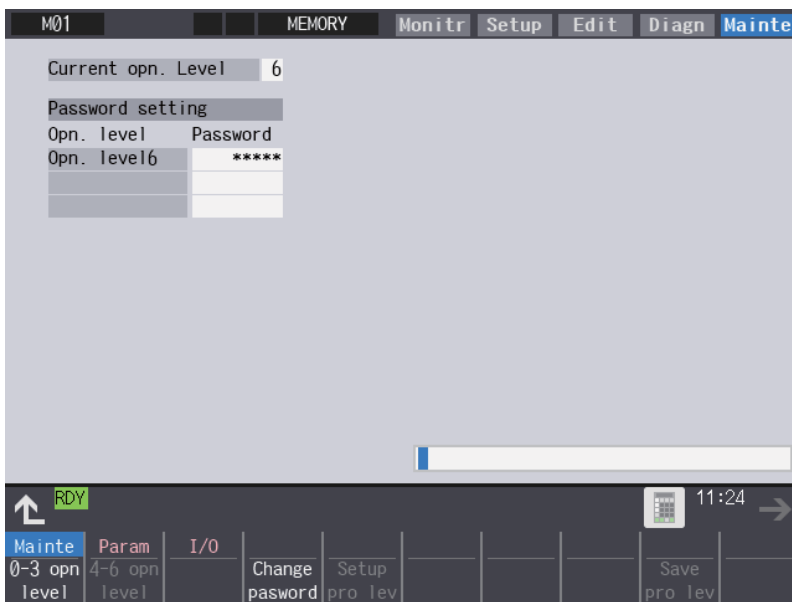 M01 MEMORY Monitr Setup Edit Diagn Mainte
Current opn. Level 6
Password setting
Opn. level Password
Opn. level6 *****
RDY 11:24
Mainte Param I/O
0-3 opn 4-6 opn Change Setup Save
level level pasword pro lev pro lev